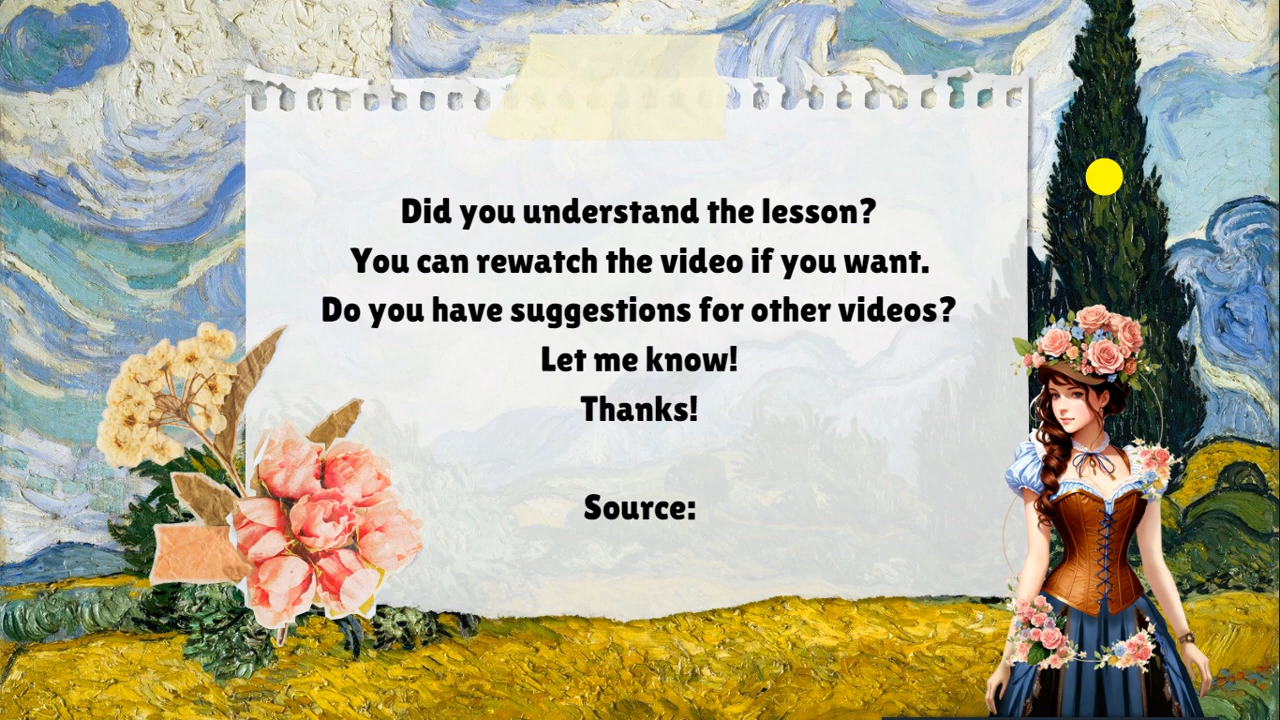 Did you understand the lesson?
You can rewatch the video if you want.
Do you have suggestions for other videos?
Let me know!
Thanks!
Source: